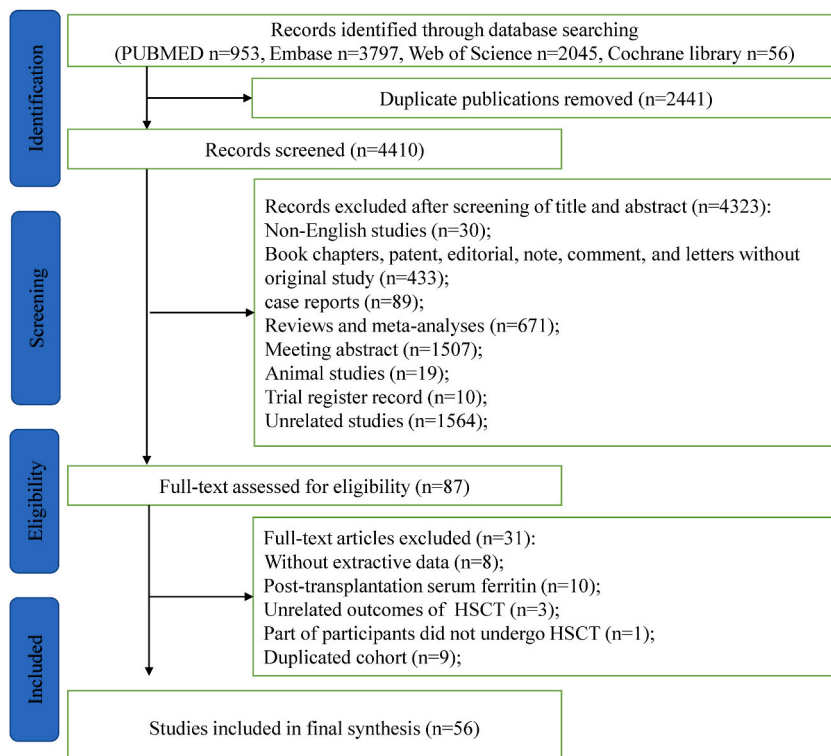 Records identified through database searching
(PUBMED n=953, Embase n=3797, Web of Science n=2045, Cochrane library n=56)
Identification
Duplicate publications removed (n=2441)
Records screened (n=4410)
Screening
Records excluded after screening of title and abstract (n=4323):
Non-English studies (n=30);
Book chapters, patent, editorial, note, comment, and letters without
original study (n=433);
case reports (n=89);
Reviews and meta-analyses (n=671);
Meeting abstract (n=1507);
Animal studies (n=19);
Trial register record (n=10);
Unrelated studies (n=1564);
Eligibility
Full-text assessed for eligibility (n=87)
Full-text articles excluded (n=31):
Without extractive data (n=8);
Post-transplantation serum ferritin (n=10);
Unrelated outcomes of HSCT (n=3);
Part of participants did not undergo HSCT (n=1);
Duplicated cohort (n=9);
Included
Studies included in final synthesis (n=56)